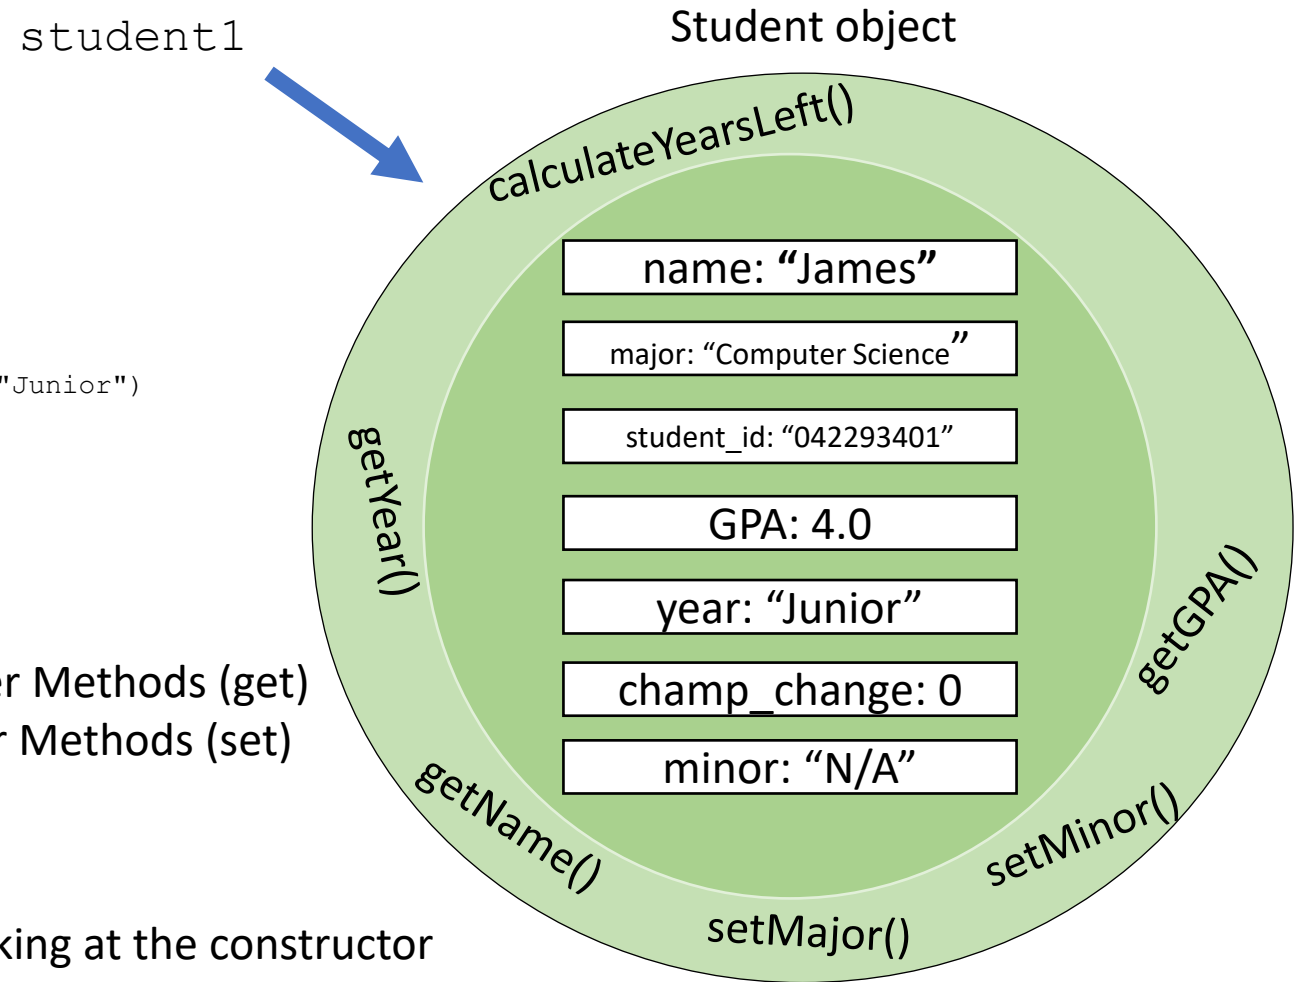 student1
Student object
calculateYearsLeft()
name: “James”
major: “Computer Science”
"Junior")
student_id: “042293401”
getYear()
GPA: 4.0
year: “Junior”
getGPA()
er Methods (get)
champ_change: 0
r Methods (set)
minor: “N/A”
getName()
setMinor()
setMajor()
king at the constructor